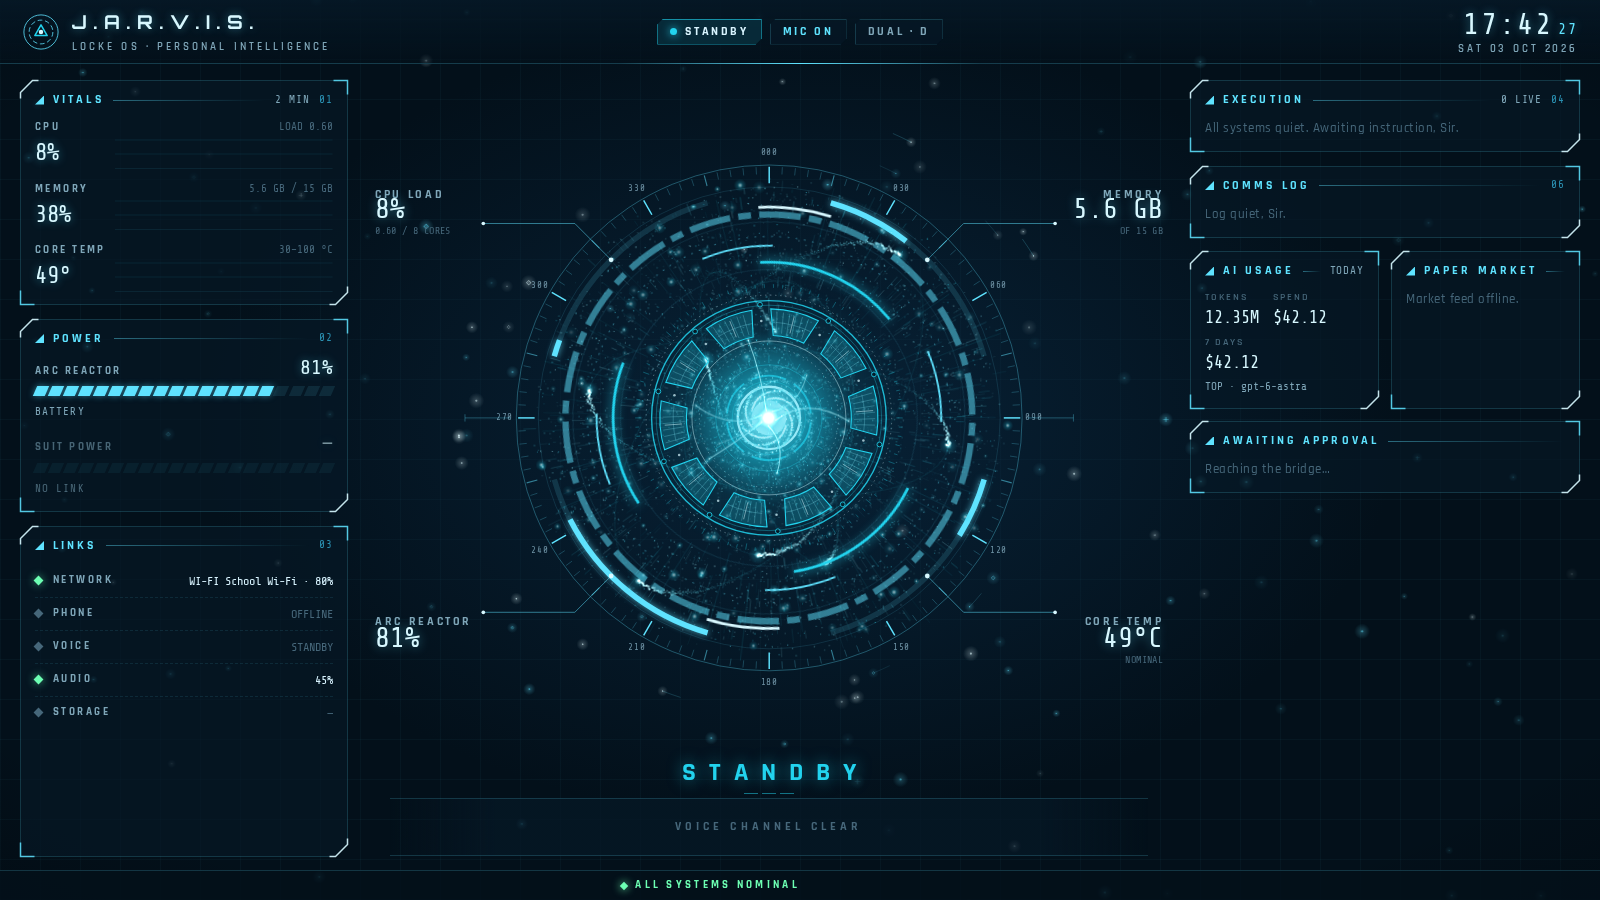 J.A.R.V.I.S.
LOCKE OS · PERSONAL INTELLIGENCE
STANDBY
MIC ON
DUAL · D
17:42 27
SAT 03 OCT 2026
VITALS 2 MIN 01
CPU LOAD 0.60
8%
MEMORY 5.6 GB / 15 GB
38%
CORE TEMP 30-100 °C
49°
POWER 02
ARC REACTOR 81%
BATTERY
SUIT POWER —
NO LINK
LINKS 03
NETWORK WI-FI School Wi-Fi · 80%
PHONE OFFLINE
VOICE STANDBY
AUDIO 45%
STORAGE —
CPU LOAD
8%
0.60 / 8 CORES
MEMORY
5.6 GB
OF 15 GB
000
030
060
090
120
150
180
210
240
270
300
330
ARC REACTOR
81%
CORE TEMP
49°C
NOMINAL
STANDBY
VOICE CHANNEL CLEAR
EXECUTION 0 LIVE 04
All systems quiet. Awaiting instruction, Sir.
COMMS LOG 06
Log quiet, Sir.
AI USAGE TODAY
TOKENS SPEND
12.35M $42.12
7 DAYS
$42.12
TOP · gpt-6-astra
PAPER MARKET
Market feed offline.
AWAITING APPROVAL
Reaching the bridge…
ALL SYSTEMS NOMINAL